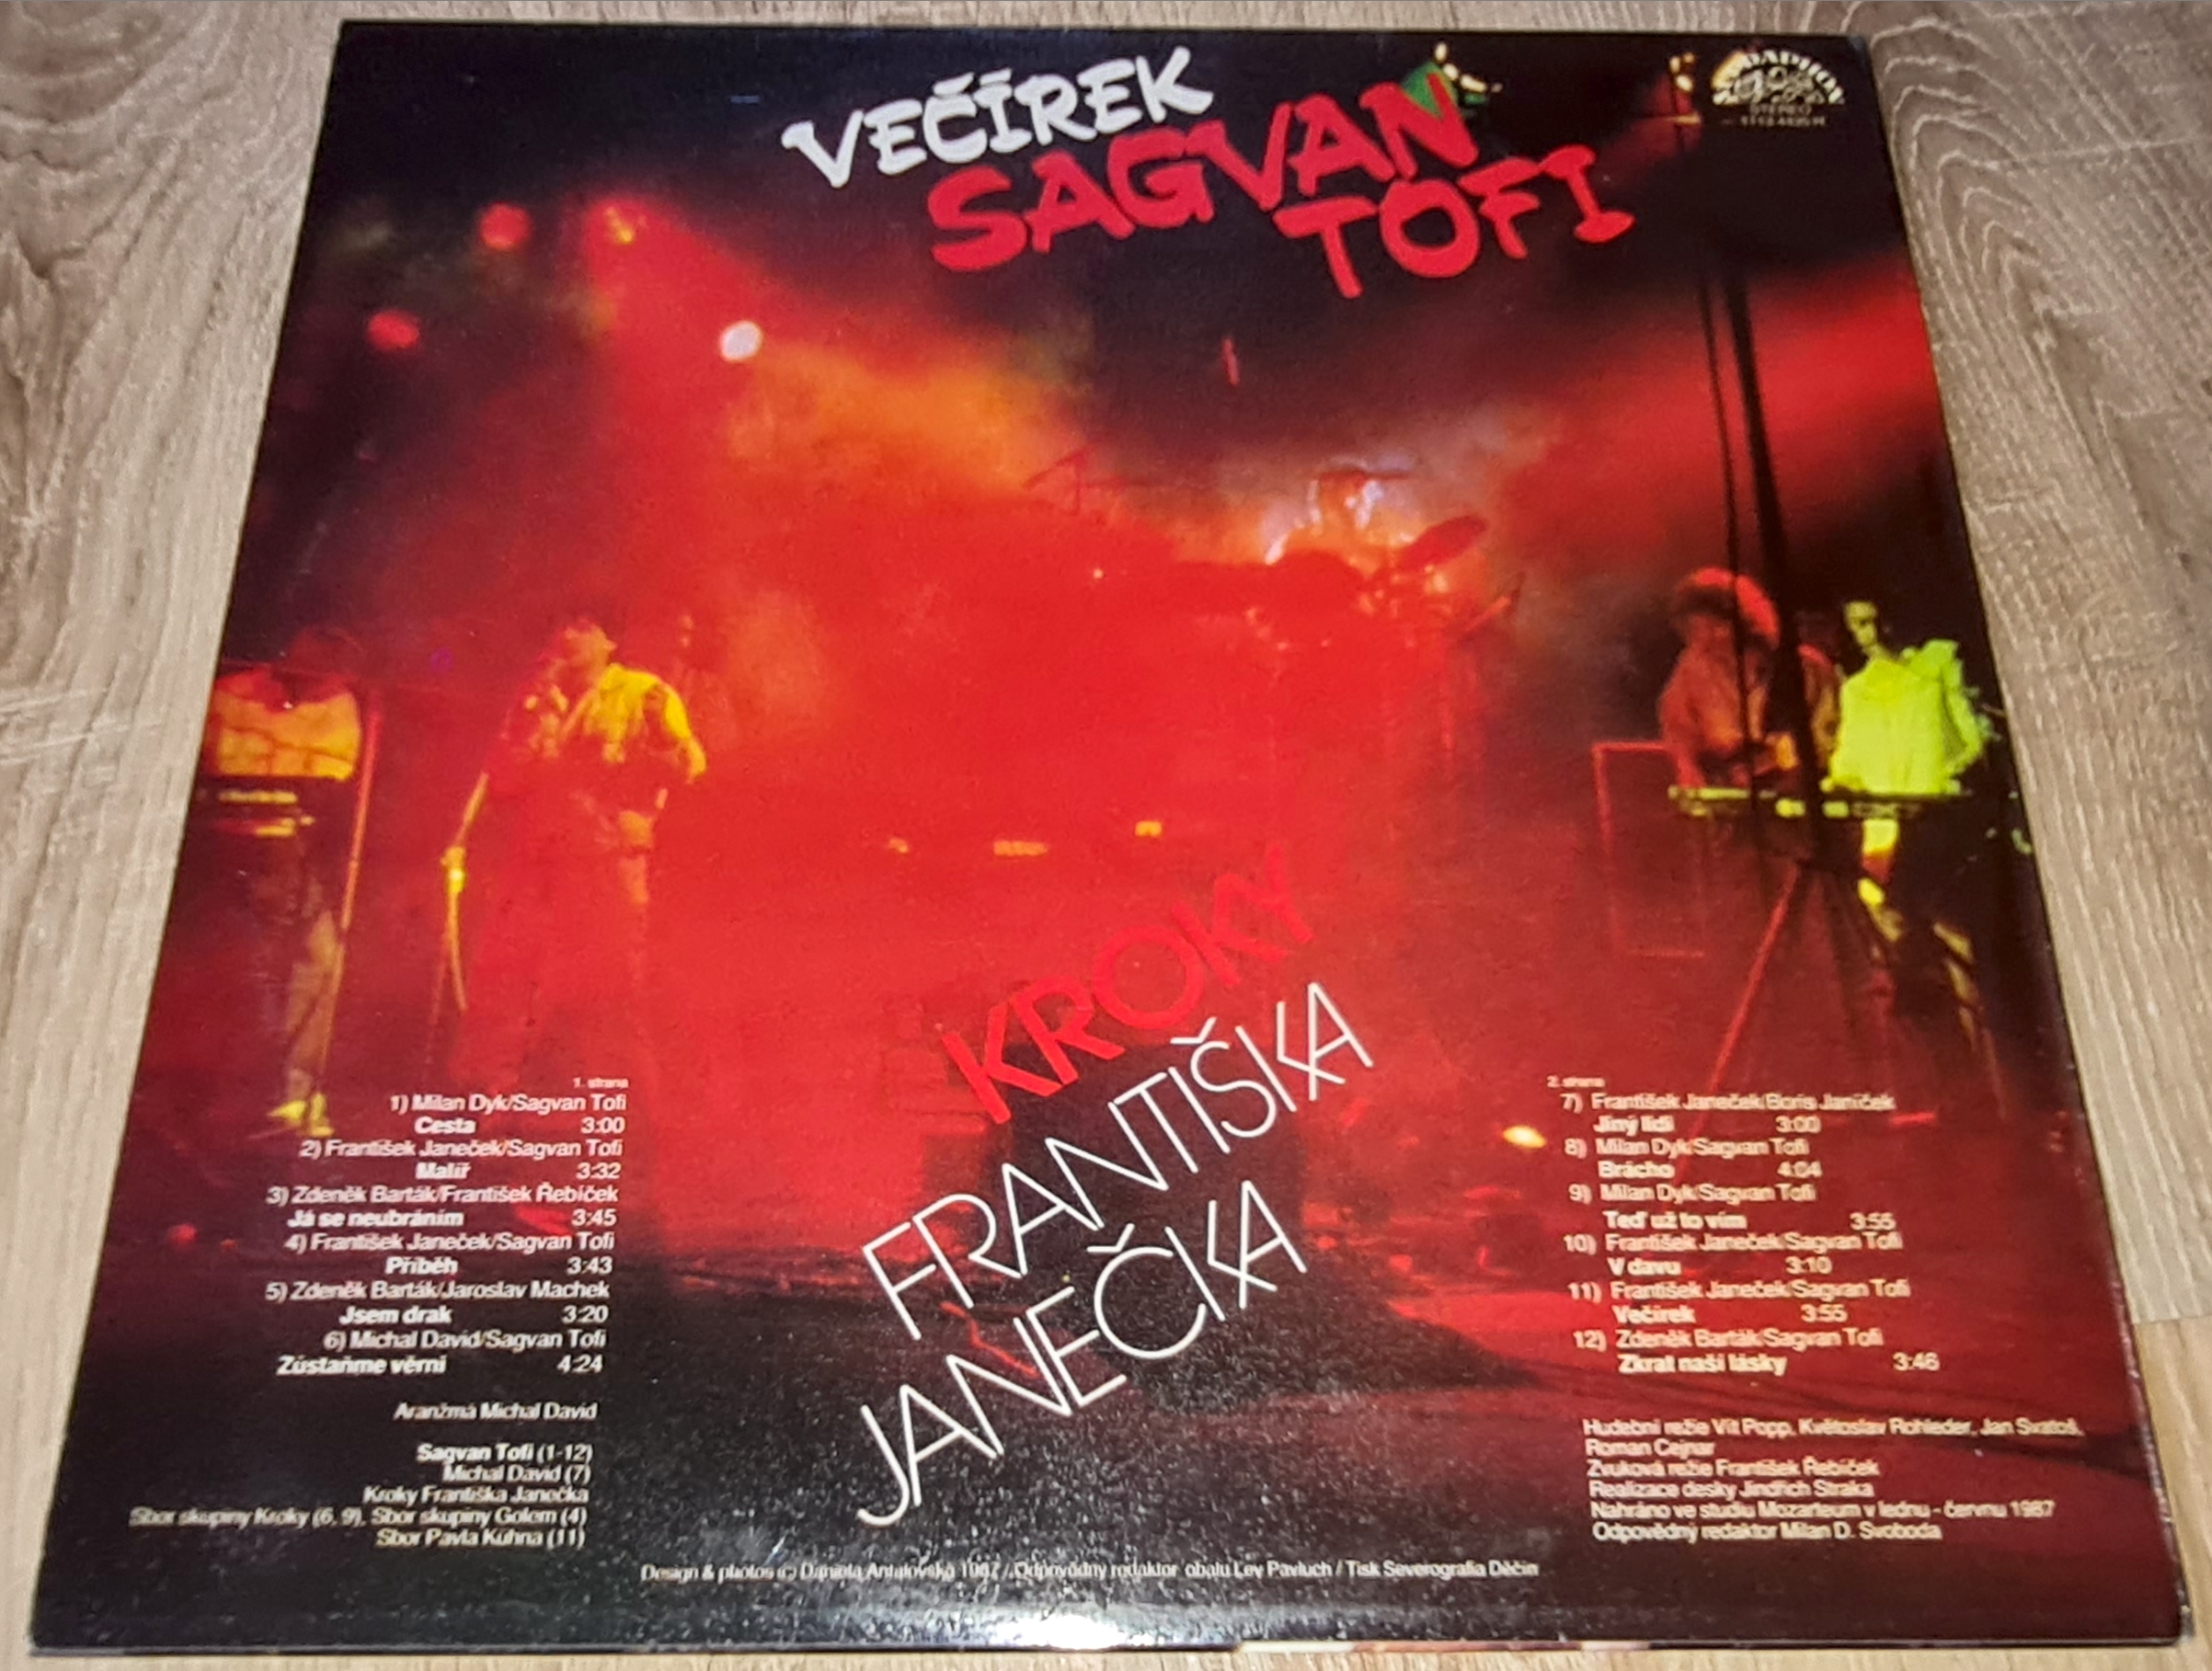 VEČÍREK
SAGVAN
TOFI
SUPRAPHON
STEREO
KROKY
FRANTIŠKA
JANEČKA
1. strana
1) Milan Dyk/Sagvan Tofi
Cesta 3:00
2) František Janeček/Sagvan Tofi
Malíř 3:32
3) Zdeněk Barták/František Řebíček
Já se neubráním 3:45
4) František Janeček/Sagvan Tofi
Příběh 3:43
5) Zdeněk Barták/Jaroslav Machek
Jsem drak 3:20
6) Michal David/Sagvan Tofi
Zůstaňme věrni 4:24
Aranžmá Michal David
Sagvan Tofi (1-12)
Michal David (7)
Kroky Františka Janečka
Sbor skupiny Kroky (6, 9), Sbor skupiny Golem (4)
Sbor Pavla Kühna (11)
2. strana
7) František Janeček/Boris Janíček
Jiný lidi 3:00
8) Milan Dyk/Sagvan Tofi
Brácho 4:04
9) Milan Dyk/Sagvan Tofi
Teď už to vím 3:55
10) František Janeček/Sagvan Tofi
V davu 3:10
11) František Janeček/Sagvan Tofi
Večírek 3:55
12) Zdeněk Barták/Sagvan Tofi
Zkrat naší lásky 3:46
Hudební režie Vít Popp, Květoslav Rohleder, Jan Svatoš,
Roman Cejnar
Zvuková režie František Řebíček
Realizace desky Jindřich Straka
Nahráno ve studiu Mozarteum v lednu - červnu 1987
Odpovědný redaktor Milan D. Svoboda
Design & photos (c) Daniela Antalovská 1987 / Odpovědný redaktor obalu Lev Pavluch / Tisk Severografia Děčín